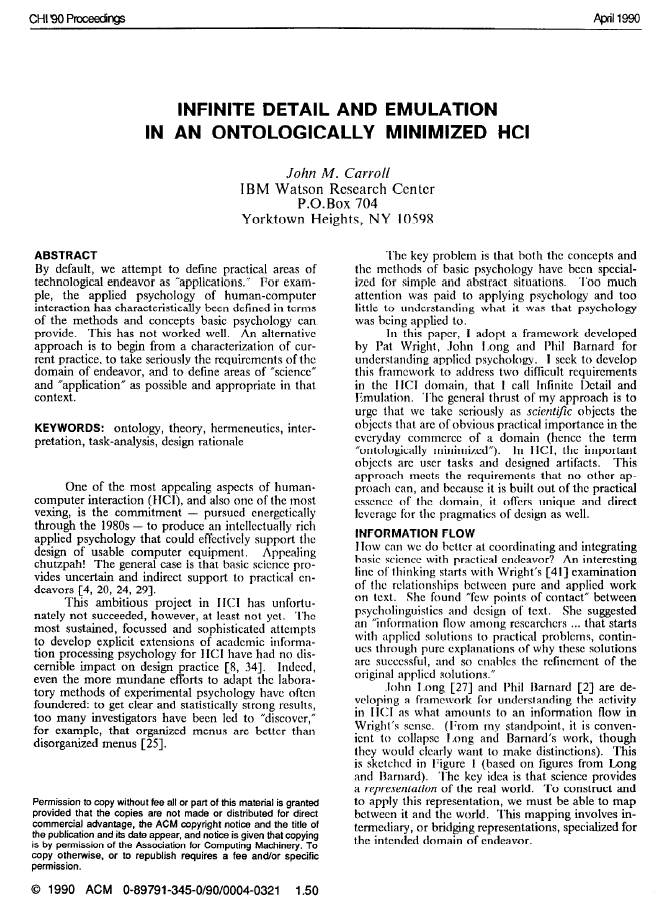 CHI '90 Proceedings
April 1990
INFINITE DETAIL AND EMULATION
IN AN ONTOLOGICALLY MINIMIZED HCI
John M. Carroll
IBM Watson Research Center
P.O.Box 704
Yorktown Heights, NY 10598
ABSTRACT
By default, we attempt to define practical areas of
technological endeavor as "applications." For exam-
ple, the applied psychology of human-computer
interaction has characteristically been defined in terms
of the methods and concepts basic psychology can
provide. This has not worked well. An alternative
approach is to begin from a characterization of cur-
rent practice, to take seriously the requirements of the
domain of endeavor, and to define areas of "science"
and "application" as possible and appropriate in that
context.
KEYWORDS: ontology, theory, hermeneutics, inter-
pretation, task-analysis, design rationale
One of the most appealing aspects of human-
computer interaction (HCI), and also one of the most
vexing, is the commitment — pursued energetically
through the 1980s — to produce an intellectually rich
applied psychology that could effectively support the
design of usable computer equipment. Appealing
chutzpah! The general case is that basic science pro-
vides uncertain and indirect support to practical en-
deavors [4, 20, 24, 29].
This ambitious project in HCI has unfortu-
nately not succeeded, however, at least not yet. The
most sustained, focussed and sophisticated attempts
to develop explicit extensions of academic informa-
tion processing psychology for HCI have had no dis-
cernible impact on design practice [8, 34]. Indeed,
even the more mundane efforts to adapt the labora-
tory methods of experimental psychology have often
foundered: to get clear and statistically strong results,
too many investigators have been led to "discover,"
for example, that organized menus are better than
disorganized menus [25].
Permission to copy without fee all or part of this material is granted
provided that the copies are not made or distributed for direct
commercial advantage, the ACM copyright notice and the title of
the publication and its date appear, and notice is given that copying
is by permission of the Association for Computing Machinery. To
copy otherwise, or to republish requires a fee and/or specific
permission.
© 1990 ACM 0-89791-345-0/90/0004-0321 1.50
The key problem is that both the concepts and
the methods of basic psychology have been special-
ized for simple and abstract situations. Too much
attention was paid to applying psychology and too
little to understanding what it was that psychology
was being applied to.
In this paper, I adopt a framework developed
by Pat Wright, John Long and Phil Barnard for
understanding applied psychology. I seek to develop
this framework to address two difficult requirements
in the HCI domain, that I call Infinite Detail and
Emulation. The general thrust of my approach is to
urge that we take seriously as scientific objects the
objects that are of obvious practical importance in the
everyday commerce of a domain (hence the term
"ontologically minimized"). In HCI, the important
objects are user tasks and designed artifacts. This
approach meets the requirements that no other ap-
proach can, and because it is built out of the practical
essence of the domain, it offers unique and direct
leverage for the pragmatics of design as well.
INFORMATION FLOW
How can we do better at coordinating and integrating
basic science with practical endeavor? An interesting
line of thinking starts with Wright's [41] examination
of the relationships between pure and applied work
on text. She found "few points of contact" between
psycholinguistics and design of text. She suggested
an "information flow among researchers ... that starts
with applied solutions to practical problems, contin-
ues through pure explanations of why these solutions
are successful, and so enables the refinement of the
original applied solutions."
John Long [27] and Phil Barnard [2] are de-
veloping a framework for understanding the activity
in HCI as what amounts to an information flow in
Wright's sense. (From my standpoint, it is conven-
ient to collapse Long and Barnard's work, though
they would clearly want to make distinctions). This
is sketched in Figure 1 (based on figures from Long
and Barnard). The key idea is that science provides
a representation of the real world. To construct and
to apply this representation, we must be able to map
between it and the world. This mapping involves in-
termediary, or bridging representations, specialized for
the intended domain of endeavor.